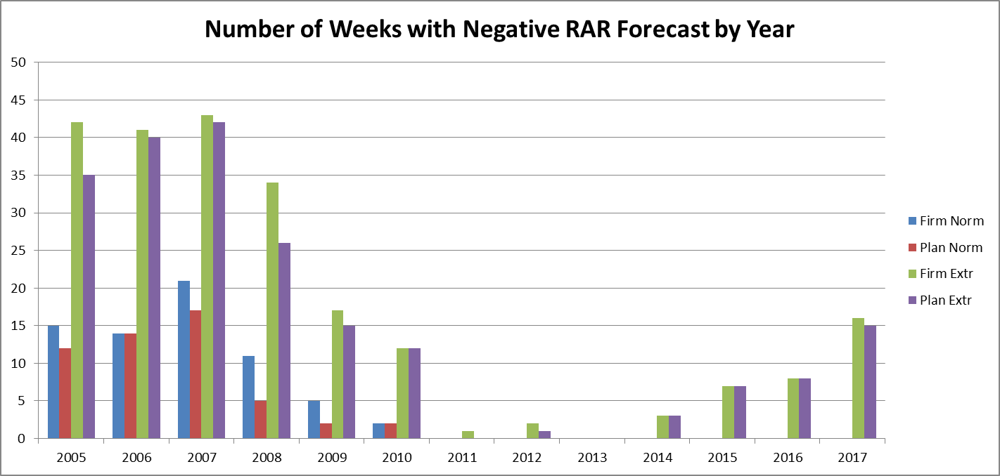 Number of Weeks with Negative RAR Forecast by Year
50
45
40
35
30
25
20
15
10
5
0
2005 2006 2007 2008 2009 2010 2011 2012 2013 2014 2015 2016 2017
Firm Norm
Plan Norm
Firm Extr
Plan Extr